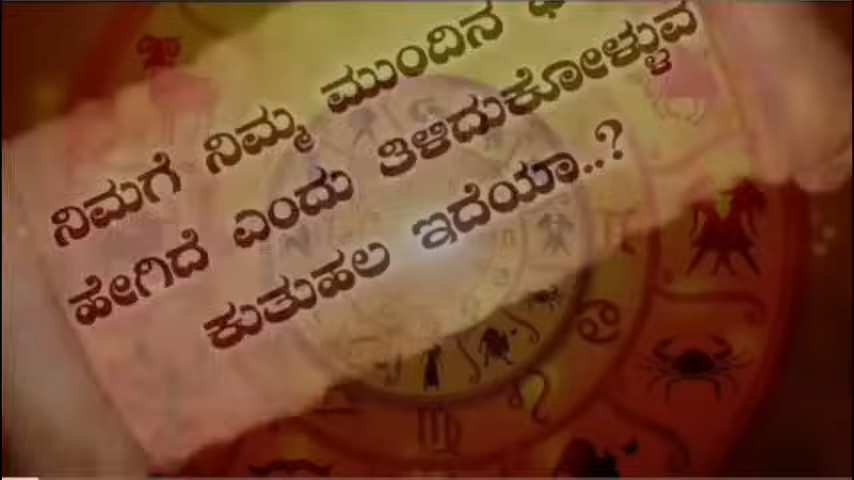 ನಿಮಗೆ ನಿಮ್ಮ ಮುಂದಿನ
ಹೇಗಿದೆ ಎಂದು ತಿಳಿದುಕೋಳ್ಳುವ
ಕುತುಹಲ ಇದೆಯಾ..?